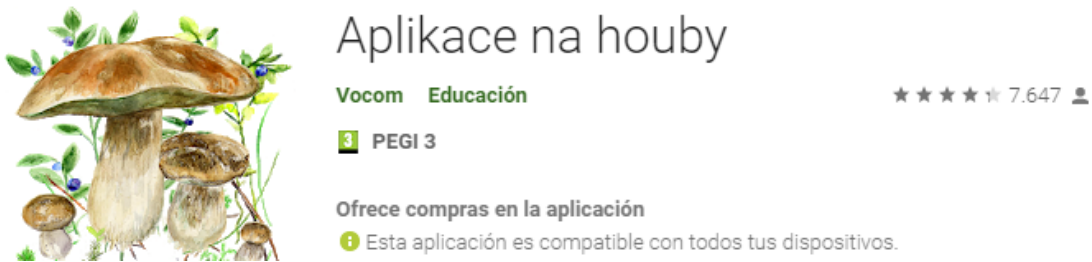 Aplikace na houby
Vocom Educación 7.647
3 PEGI 3
Ofrece compras en la aplicación
Esta aplicación es compatible con todos tus dispositivos.